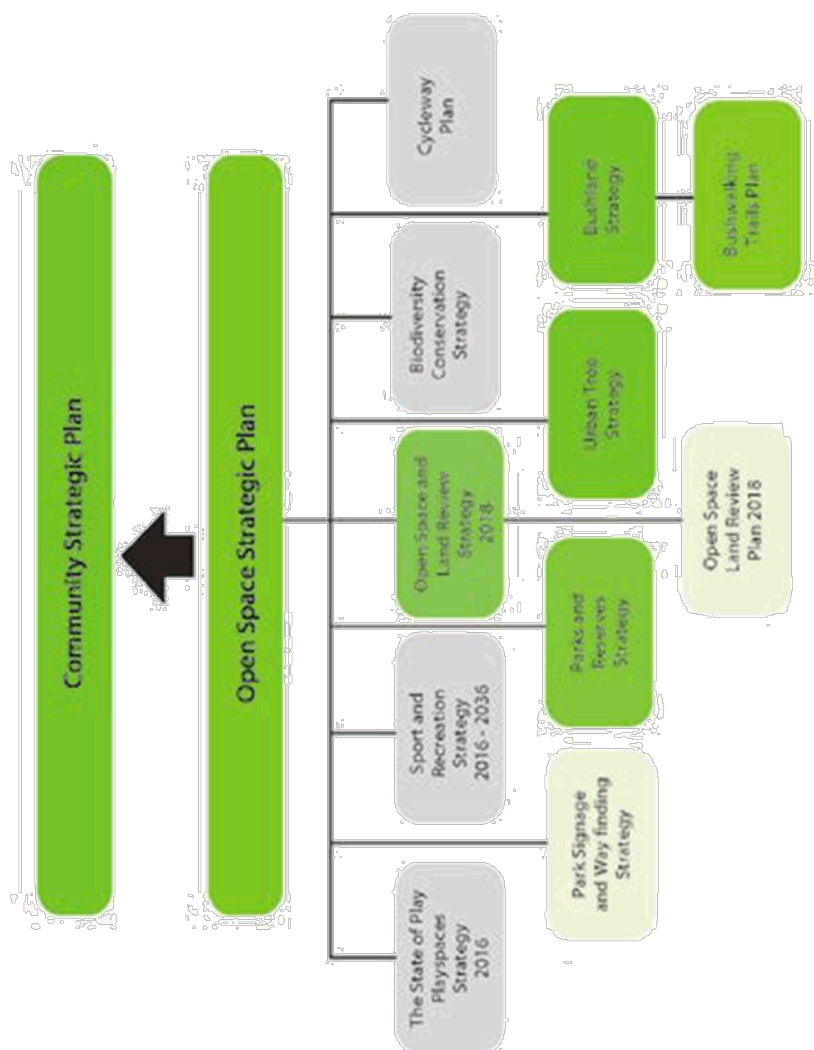 Community Strategic Plan
Open Space Strategic Plan
The State of Play
Playspaces
Strategy
2016
Sport and
Recreation
Strategy
2016 - 2036
Open Space and
Land Review
Strategy
2018
Biodiversity
Conservation
Strategy
Cycleway
Plan
Park Signage
and Way finding
Strategy
Parks and
Reserves
Strategy
Urban Tree
Strategy
Bushland
Strategy
Open Space
Land Review
Plan 2018
Bushwalking
Trails Plan